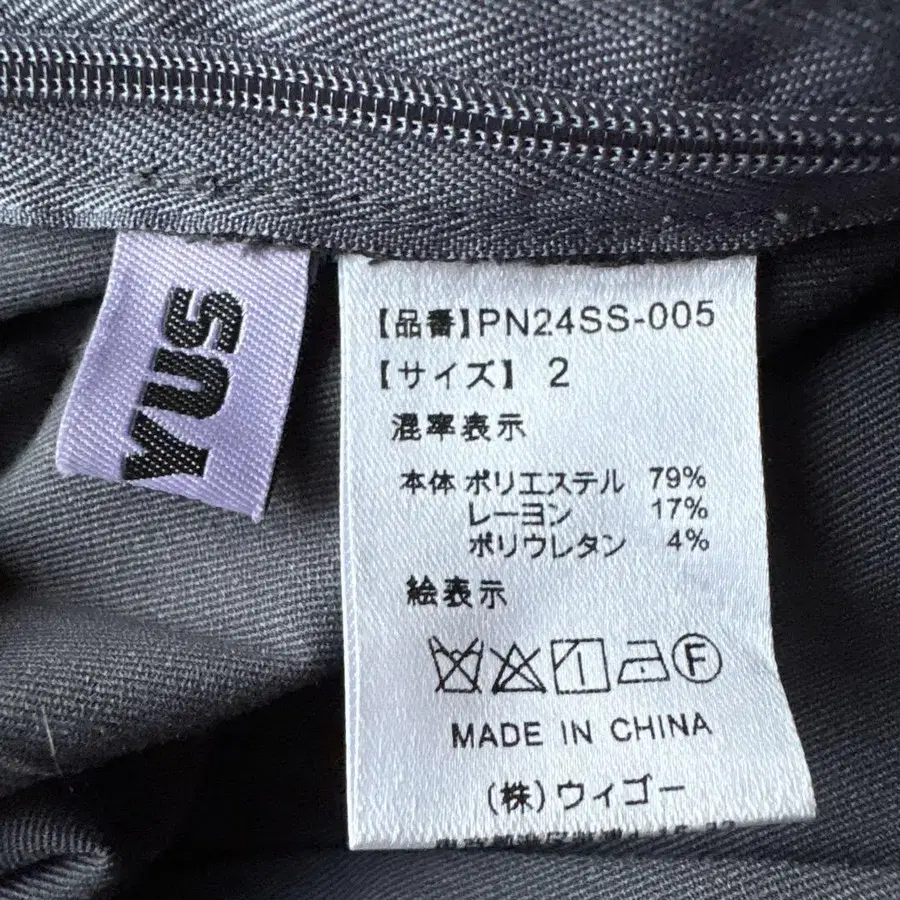 YUS
【品番】PN24SS-005
【サイズ】 2
混率表示
本体 ポリエステル 79%
レーヨン 17%
ポリウレタン 4%
絵表示
F
MADE IN CHINA
(株)ウィゴー